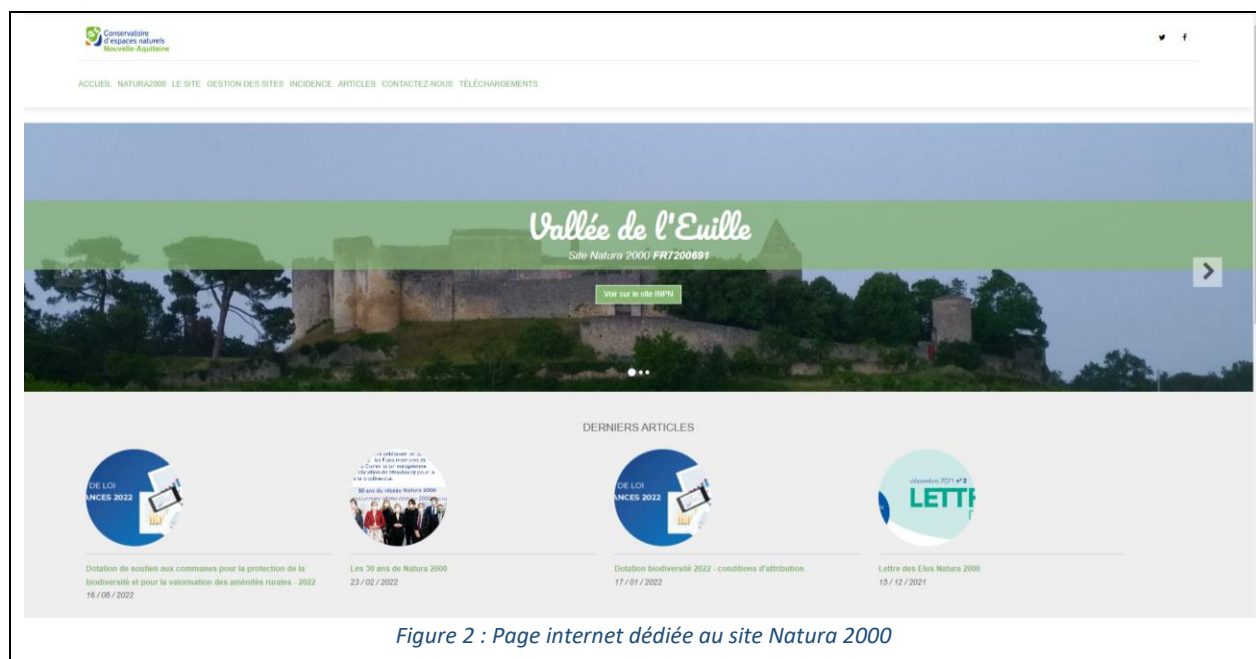 Conservatoire
d'espaces naturels
Nouvelle-Aquitaine
ACCUEIL NATURA2000 LE SITE GESTION DES SITES INCIDENCE ARTICLES CONTACTEZ-NOUS TÉLÉCHARGEMENTS
Vallée de l'Euille
Site Natura 2000 FR7200691
Voir sur le site INPN
DERNIERS ARTICLES
DE LOI
ANCES 2022
30 ans du réseau Natura 2000
DE LOI
ANCES 2022
décembre 2021 n° 2
LETTR
Dotation de soutien aux communes pour la protection de la
biodiversité et pour la valorisation des aménités rurales - 2022
16 / 08 / 2022
Les 30 ans de Natura 2000
23 / 02 / 2022
Dotation biodiversité 2022 - conditions d'attribution
17 / 01 / 2022
Lettre des Elus Natura 2000
15 / 12 / 2021
Figure 2 : Page internet dédiée au site Natura 2000